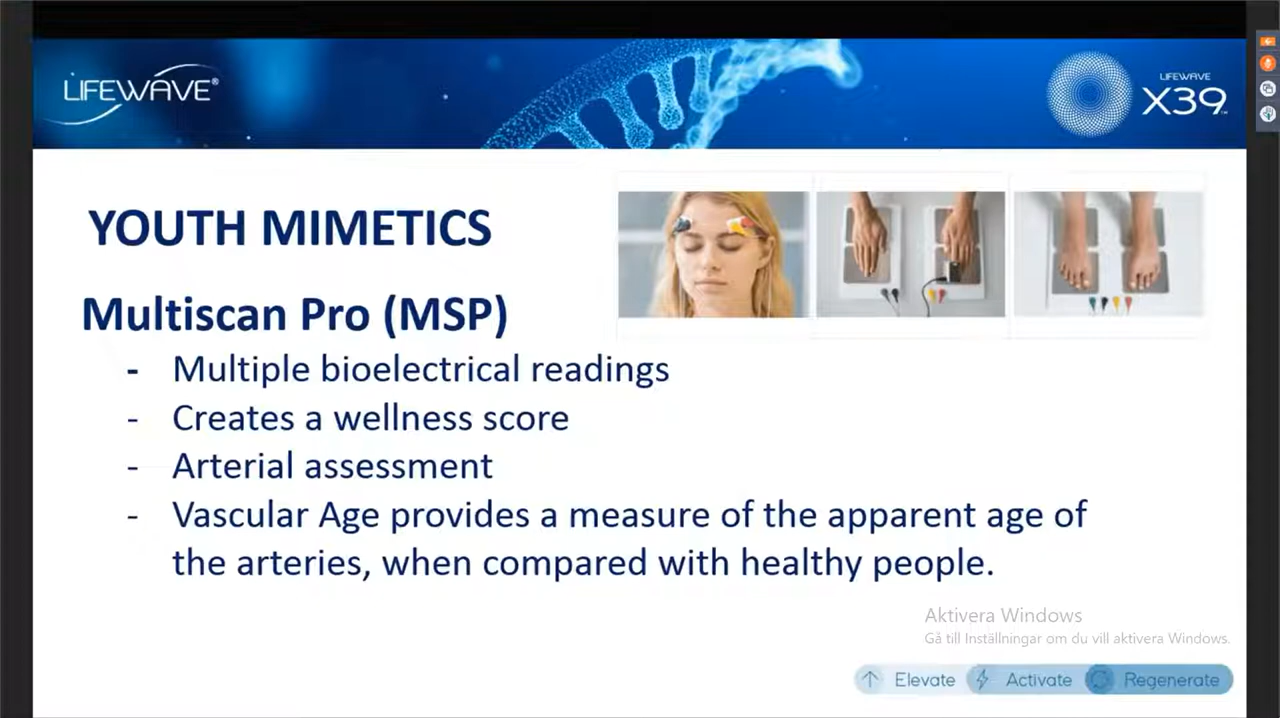 LIFEWAVE®
LIFEWAVE
X39™
YOUTH MIMETICS
Multiscan Pro (MSP)
- Multiple bioelectrical readings
- Creates a wellness score
- Arterial assessment
- Vascular Age provides a measure of the apparent age of
the arteries, when compared with healthy people.
Aktivera Windows
Gå till Inställningar om du vill aktivera Windows.
Elevate Activate Regenerate